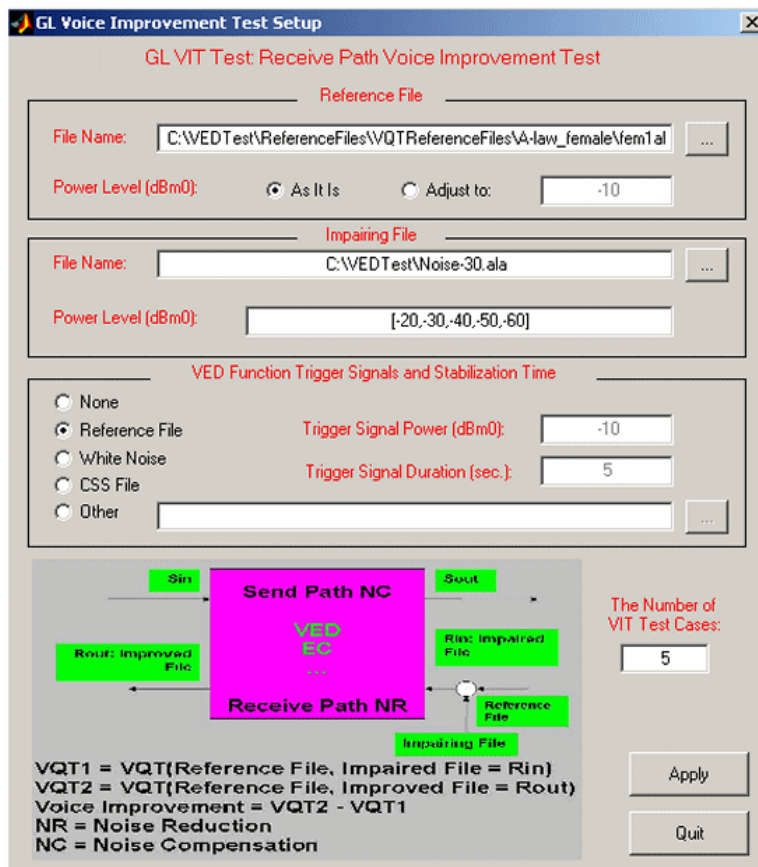 GL Voice Improvement Test Setup
GL VIT Test: Receive Path Voice Improvement Test
Reference File
File Name: C:\VEDTest\ReferenceFiles\VQTReferenceFiles\A-law_female\fem1al ...
Power Level (dBm0): As It Is Adjust to: -10
Impairing File
File Name: C:\VEDTest\Noise-30.ala ...
Power Level (dBm0): [-20,-30,-40,-50,-60]
VED Function Trigger Signals and Stabilization Time
None
Reference File Trigger Signal Power (dBm0): -10
White Noise
Trigger Signal Duration (sec.): 5
CSS File
Other ...
Sin
Send Path NC
Sout
VED
EC
...
Rout: Improved
File
Rin: Impaired
File
Receive Path NR
Reference
File
Impairing File
The Number of
VIT Test Cases:
5
VQT1 = VQT(Reference File, Impaired File = Rin)
VQT2 = VQT(Reference File, Improved File = Rout)
Voice Improvement = VQT2 - VQT1
NR = Noise Reduction
NC = Noise Compensation
Apply
Quit